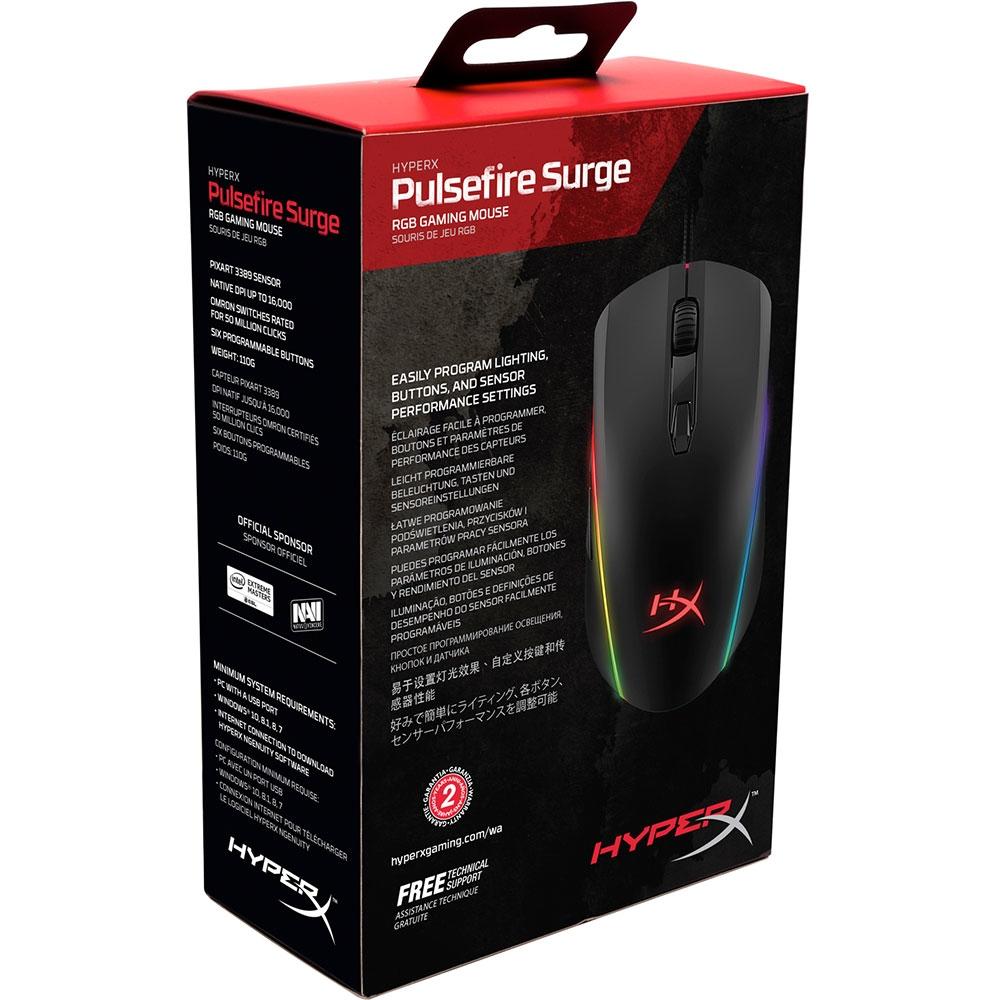 HYPERX
Pulsefire Surge
RGB GAMING MOUSE
SOURIS DE JEU RGB
PIXART 3389 SENSOR
NATIVE DPI UP TO 16,000
OMRON SWITCHES RATED
FOR 50 MILLION CLICKS
SIX PROGRAMMABLE BUTTONS
WEIGHT: 110G
CAPTEUR PIXART 3389
DPI NATIF JUSQU'À 16,000
INTERRUPTEURS OMRON CERTIFIÉS
50 MILLION CLICS
SIX BOUTONS PROGRAMMABLES
POIDS: 110G
OFFICIAL SPONSOR
SPONSOR OFFICIEL
intel
EXTREME
MASTERS
ESL
NAVI
NATUS VINCERE
MINIMUM SYSTEM REQUIREMENTS:
• PC WITH A USB PORT
• WINDOWS® 10, 8.1, 8, 7
• INTERNET CONNECTION TO DOWNLOAD
HYPERX NGENUITY SOFTWARE
CONFIGURATION MINIMUM REQUISE:
• PC AVEC UN PORT USB
• WINDOWS® 10, 8.1, 8, 7
• CONNEXION INTERNET POUR TÉLÉCHARGER
LE LOGICIEL HYPERX NGENUITY
HYPERX™
HYPERX
Pulsefire Surge
RGB GAMING MOUSE
SOURIS DE JEU RGB
EASILY PROGRAM LIGHTING,
BUTTONS, AND SENSOR
PERFORMANCE SETTINGS
ÉCLAIRAGE FACILE À PROGRAMMER,
BOUTONS ET PARAMÈTRES DE
PERFORMANCE DES CAPTEURS
LEICHT PROGRAMMIERBARE
BELEUCHTUNG, TASTEN UND
SENSOREINSTELLUNGEN
ŁATWE PROGRAMOWANIE
PODŚWIETLENIA, PRZYCISKÓW I
PARAMETRÓW PRACY SENSORA
PUEDES PROGRAMAR FÁCILMENTE LOS
PARÁMETROS DE ILUMINACIÓN, BOTONES
Y RENDIMIENTO DEL SENSOR
ILUMINAÇÃO, BOTÕES E DEFINIÇÕES DE
DESEMPENHO DO SENSOR FACILMENTE
PROGRAMÁVEIS
ПРОСТОЕ ПРОГРАММИРОВАНИЕ ОСВЕЩЕНИЯ,
КНОПОК И ДАТЧИКА
易于设置灯光效果、自定义按键和传
感器性能
好みで簡単にライティング、各ボタン、
センサーパフォーマンスを調整可能
HX
2
hyperxgaming.com/wa
FREE TECHNICAL
SUPPORT
ASSISTANCE TECHNIQUE
GRATUITE
HYPERX™